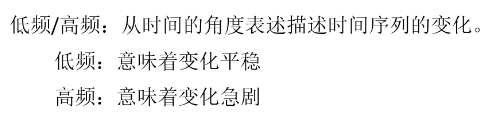 低频/高频：从时间的角度表述描述时间序列的变化。
低频：意味着变化平稳
高频：意味着变化急剧